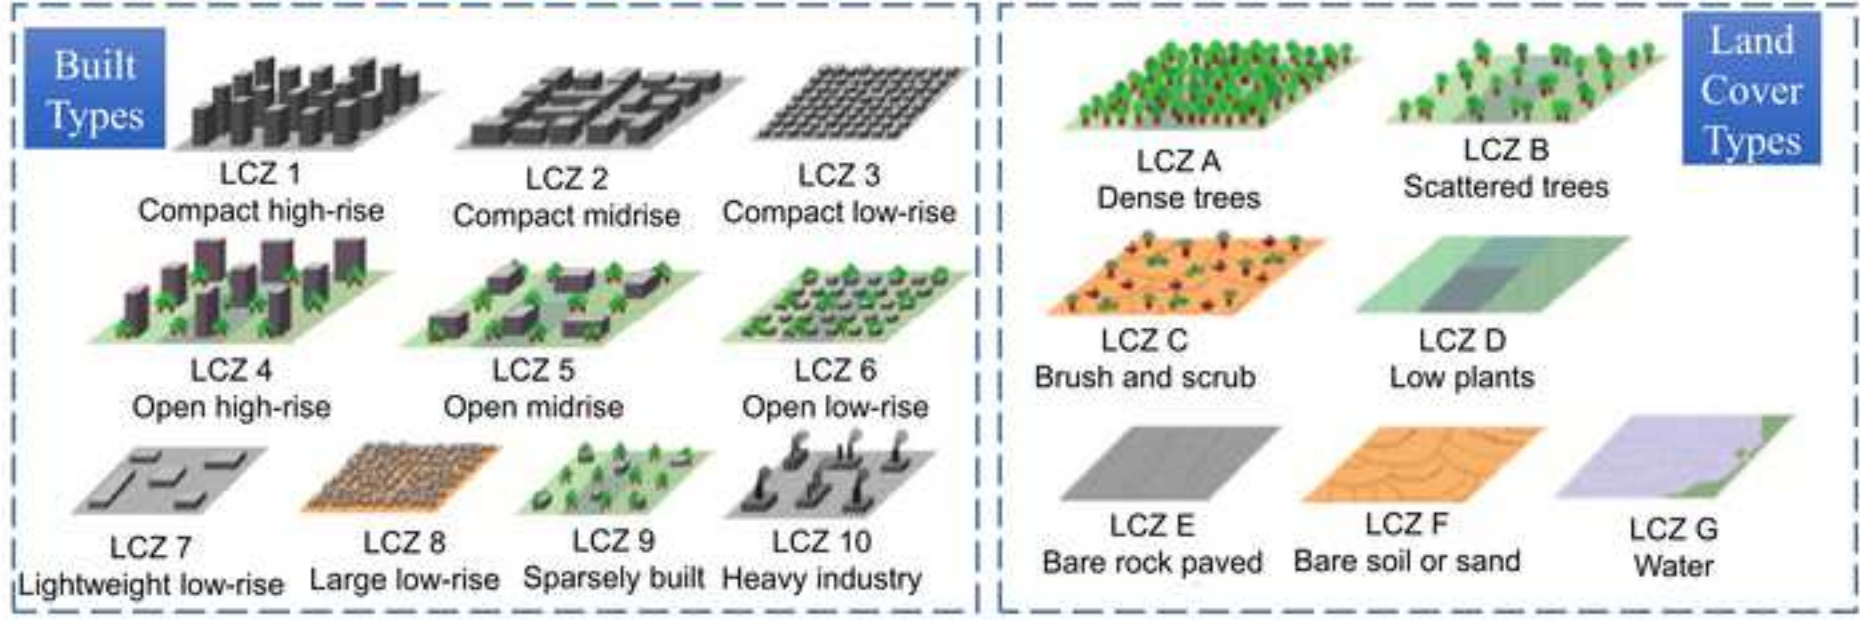 Built
Types
LCZ 1
Compact high-rise
LCZ 2
Compact midrise
LCZ 3
Compact low-rise
LCZ 4
Open high-rise
LCZ 5
Open midrise
LCZ 6
Open low-rise
LCZ 7
Lightweight low-rise
LCZ 8
Large low-rise
LCZ 9
Sparsely built
LCZ 10
Heavy industry
Land
Cover
Types
LCZ A
Dense trees
LCZ B
Scattered trees
LCZ C
Brush and scrub
LCZ D
Low plants
LCZ E
Bare rock paved
LCZ F
Bare soil or sand
LCZ G
Water